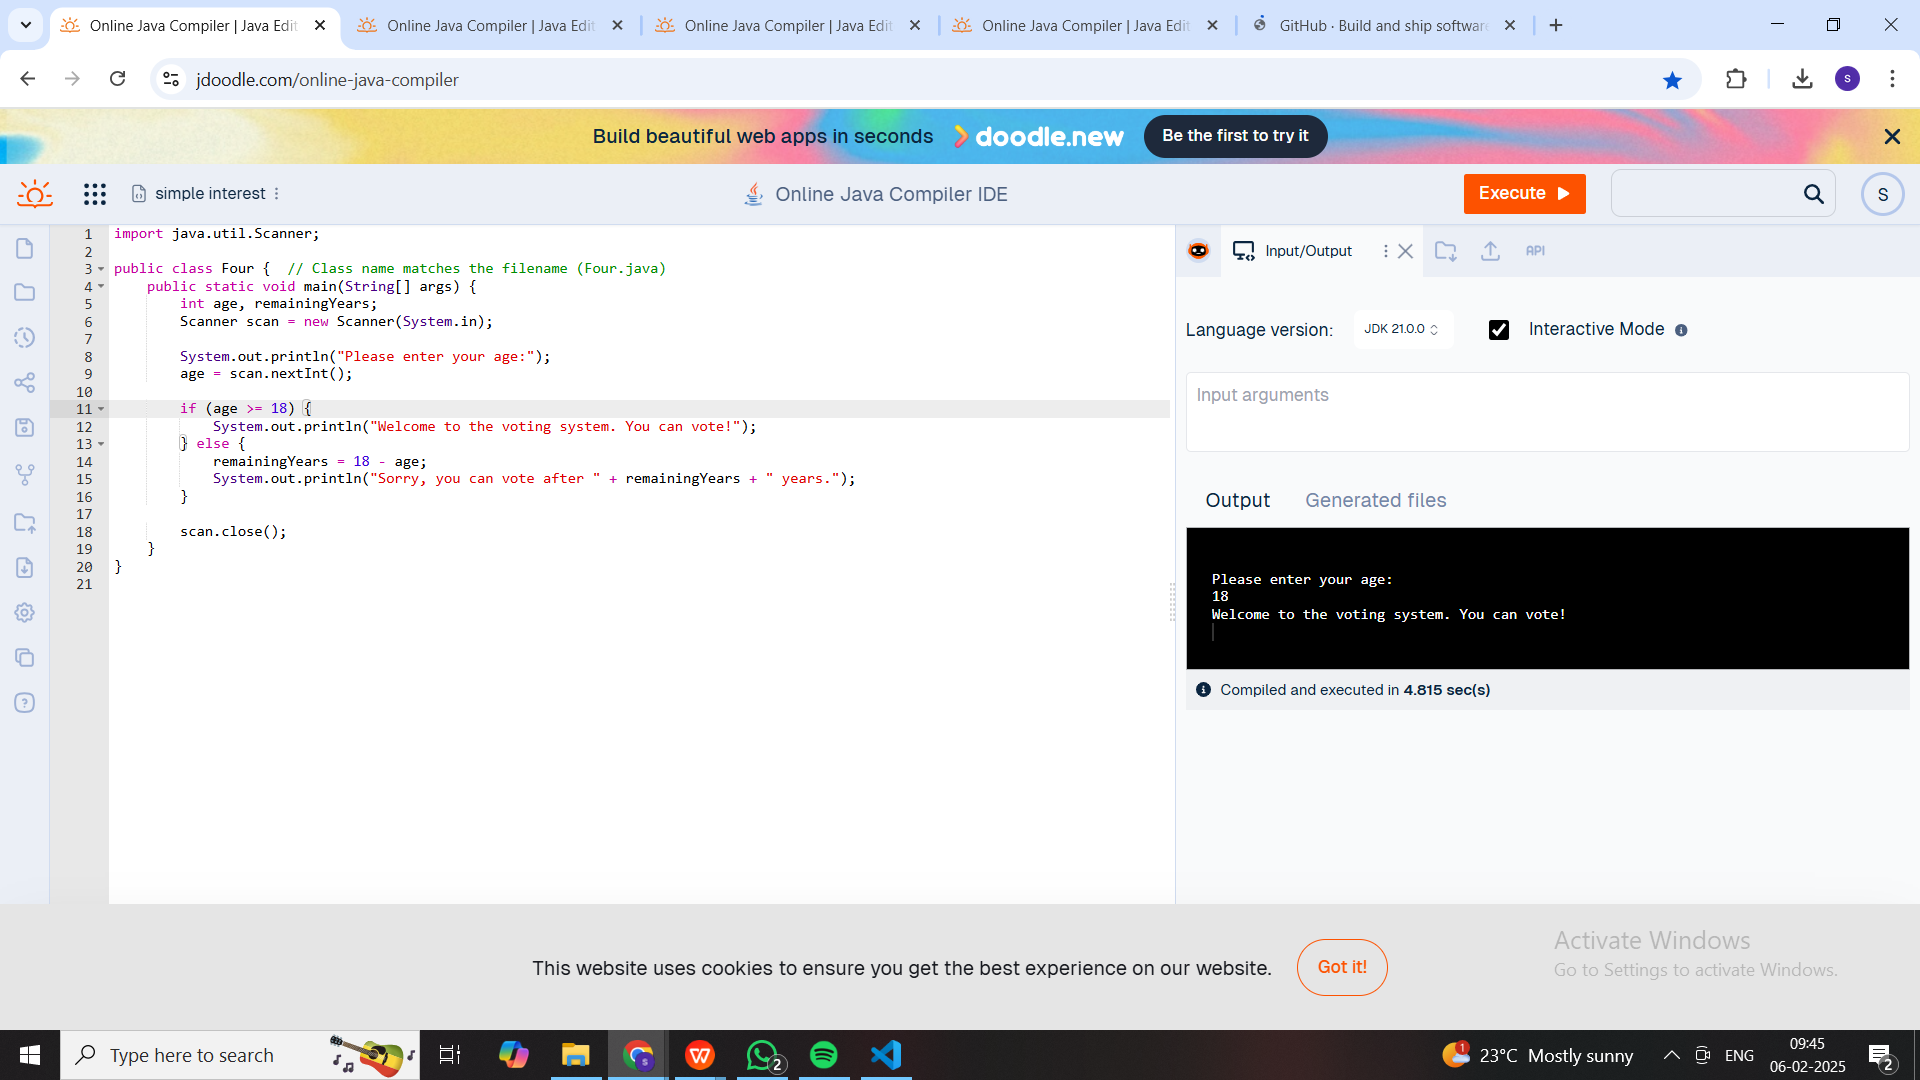 Online Java Compiler | Java Edit
Online Java Compiler | Java Edit
Online Java Compiler | Java Edit
Online Java Compiler | Java Edit
GitHub · Build and ship software
jdoodle.com/online-java-compiler
S
Build beautiful web apps in seconds
doodle.new
Be the first to try it
simple interest
Online Java Compiler IDE
Execute
S
1 import java.util.Scanner;
2
3 public class Four {  // Class name matches the filename (Four.java)
4     public static void main(String[] args) {
5         int age, remainingYears;
6         Scanner scan = new Scanner(System.in);
7
8         System.out.println("Please enter your age:");
9         age = scan.nextInt();
10
11         if (age >= 18) {
12             System.out.println("Welcome to the voting system. You can vote!");
13         } else {
14             remainingYears = 18 - age;
15             System.out.println("Sorry, you can vote after " + remainingYears + " years.");
16         }
17
18         scan.close();
19     }
20 }
21
Input/Output
API
Language version:
JDK 21.0.0
Interactive Mode
Input arguments
Output
Generated files
Please enter your age:
18
Welcome to the voting system. You can vote!
Compiled and executed in 4.815 sec(s)
This website uses cookies to ensure you get the best experience on our website.
Got it!
Activate Windows
Go to Settings to activate Windows.
Type here to search
S
W
2
1
23°C Mostly sunny
ENG
09:45
06-02-2025
2